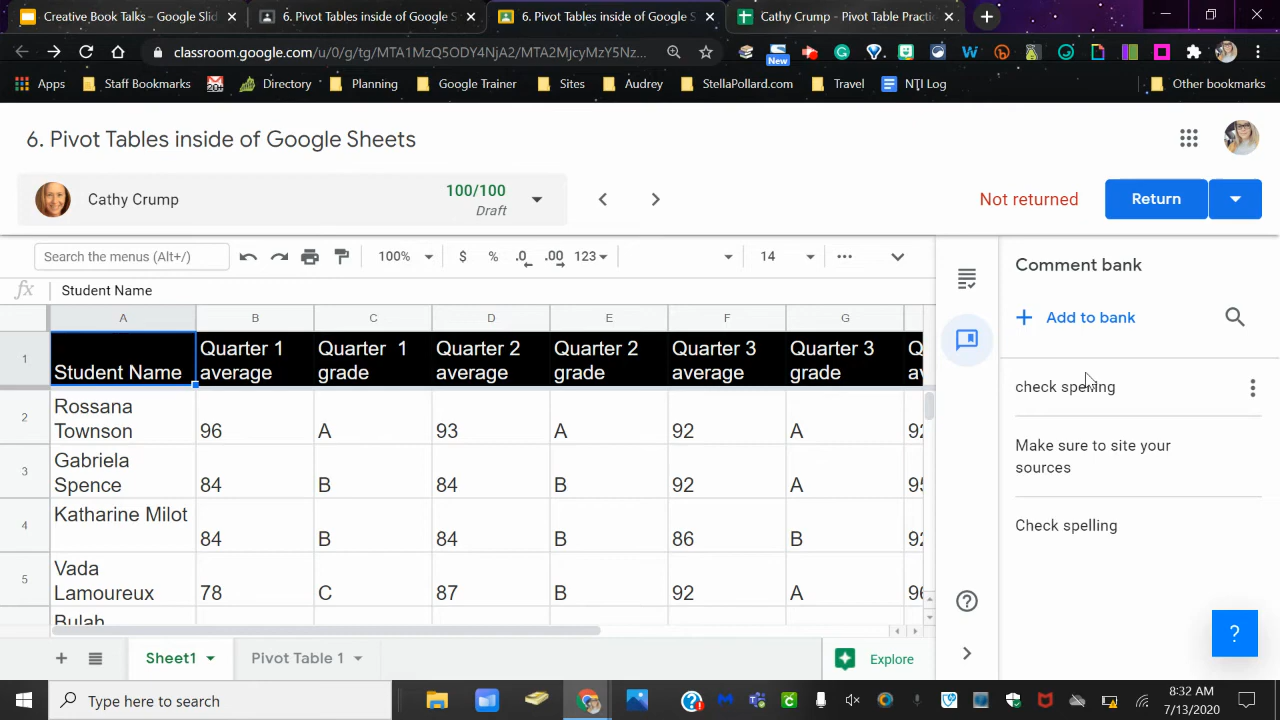 Creative Book Talks - Google Slid
6. Pivot Tables inside of Google S
6. Pivot Tables inside of Google S
Cathy Crump - Pivot Table Practi
classroom.google.com/u/0/g/tg/MTA1MzQ5ODY4NjA2/MTA2MjcyMzY5Nz...
New
Apps
Staff Bookmark
20+
Directory
Planning
Google Trainer
Sites
Audrey
StellaPollard.com
Travel
NTI Log
Other bookmarks
6. Pivot Tables inside of Google Sheets
Cathy Crump
100/100
Draft
Not returned
Return
Search the menus (Alt+/)
100%
$
%
.0
.00
123
14
fx
Student Name
A
B
C
D
E
F
G
1
Student Name
Quarter 1
average
Quarter 1
grade
Quarter 2
average
Quarter 2
grade
Quarter 3
average
Quarter 3
grade
2
Rossana
Townson
96
A
93
A
92
A
3
Gabriela
Spence
84
B
84
B
92
A
4
Katharine Milot
84
B
84
B
86
B
5
Vada
Lamoureux
78
C
87
B
92
A
Bulah
Sheet1
Pivot Table 1
Explore
Comment bank
+ Add to bank
check spelling
Make sure to site your
sources
Check spelling
?
Type here to search
8:32 AM
7/13/2020